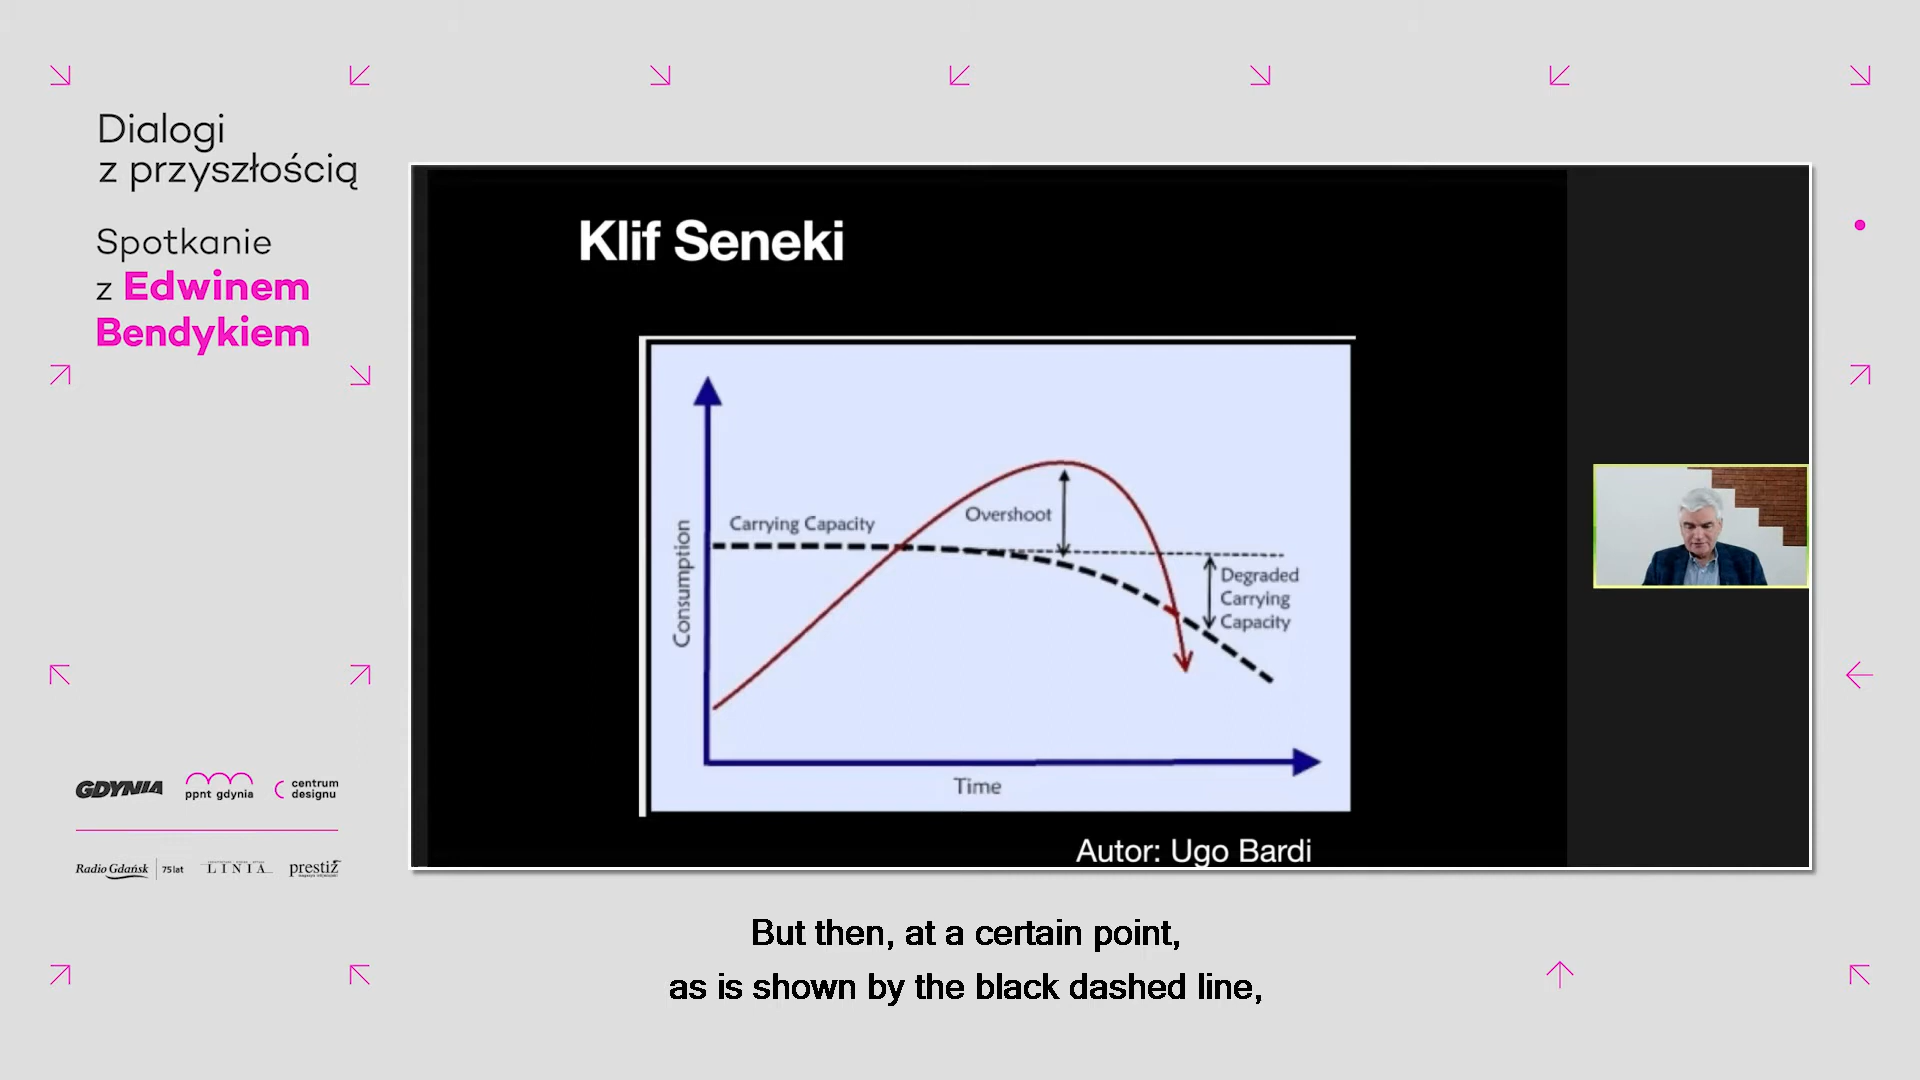 Dialogi
z przyszłością
Spotkanie
z Edwinem
Bendykiem
Klif Seneki
Carrying Capacity
Overshoot
Degraded
Carrying
Capacity
Consumption
Time
Autor: Ugo Bardi
GDYNIA
ppnt gdynia
centrum
designu
Radio Gdańsk
75 lat
LINIA
prestiż
But then, at a certain point,
as is shown by the black dashed line,